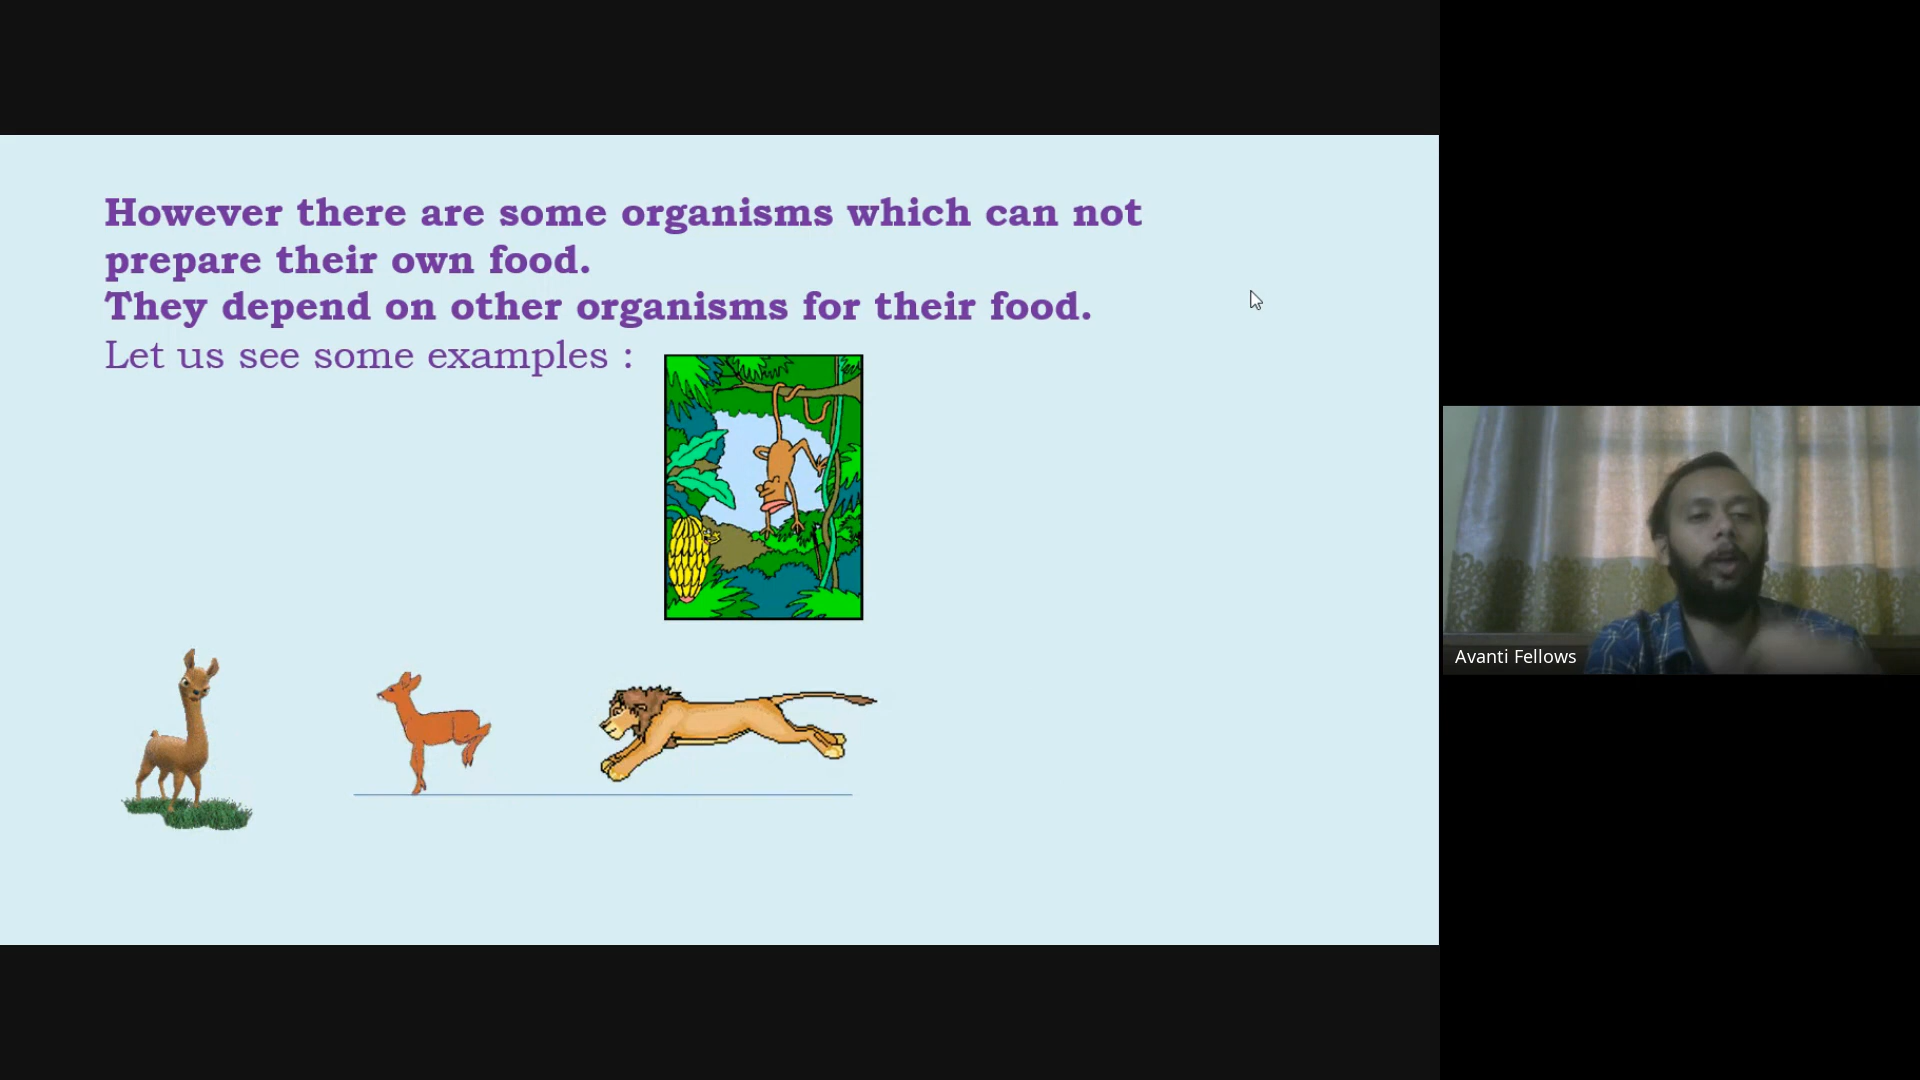 However there are some organisms which can not
prepare their own food.
They depend on other organisms for their food.
Let us see some examples :
Avanti Fellows